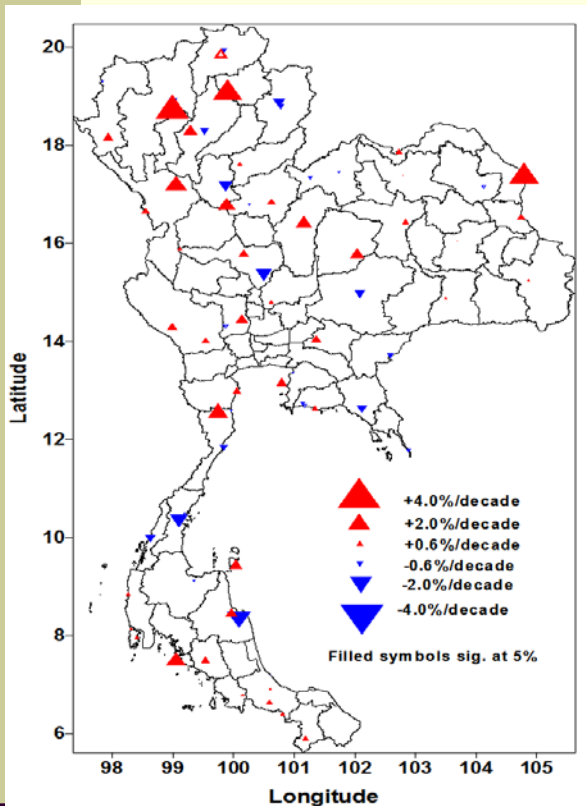 20
18
16
14
12
10
8
6
Latitude
+4.0%/decade
+2.0%/decade
+0.6%/decade
-0.6%/decade
-2.0%/decade
-4.0%/decade
Filled symbols sig. at 5%
98 99 100 101 102 103 104 105
Longitude